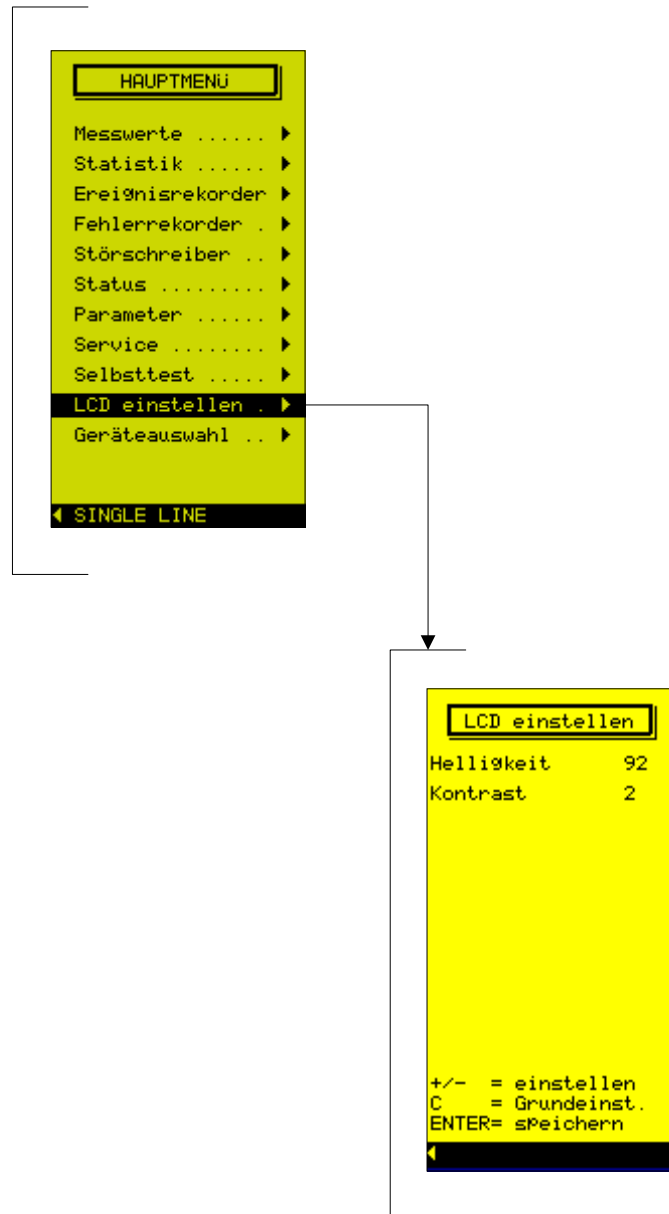 HAUPTMENü
Messwerte ......
Statistik ......
Ereignisrekorder
Fehlerrekorder .
Störschreiber ..
Status .........
Parameter ......
Service ........
Selbsttest .....
LCD einstellen .
Geräteauswahl ..
SINGLE LINE
LCD einstellen
Helligkeit 92
Kontrast 2
+/- = einstellen
C = Grundeinst.
ENTER= speichern